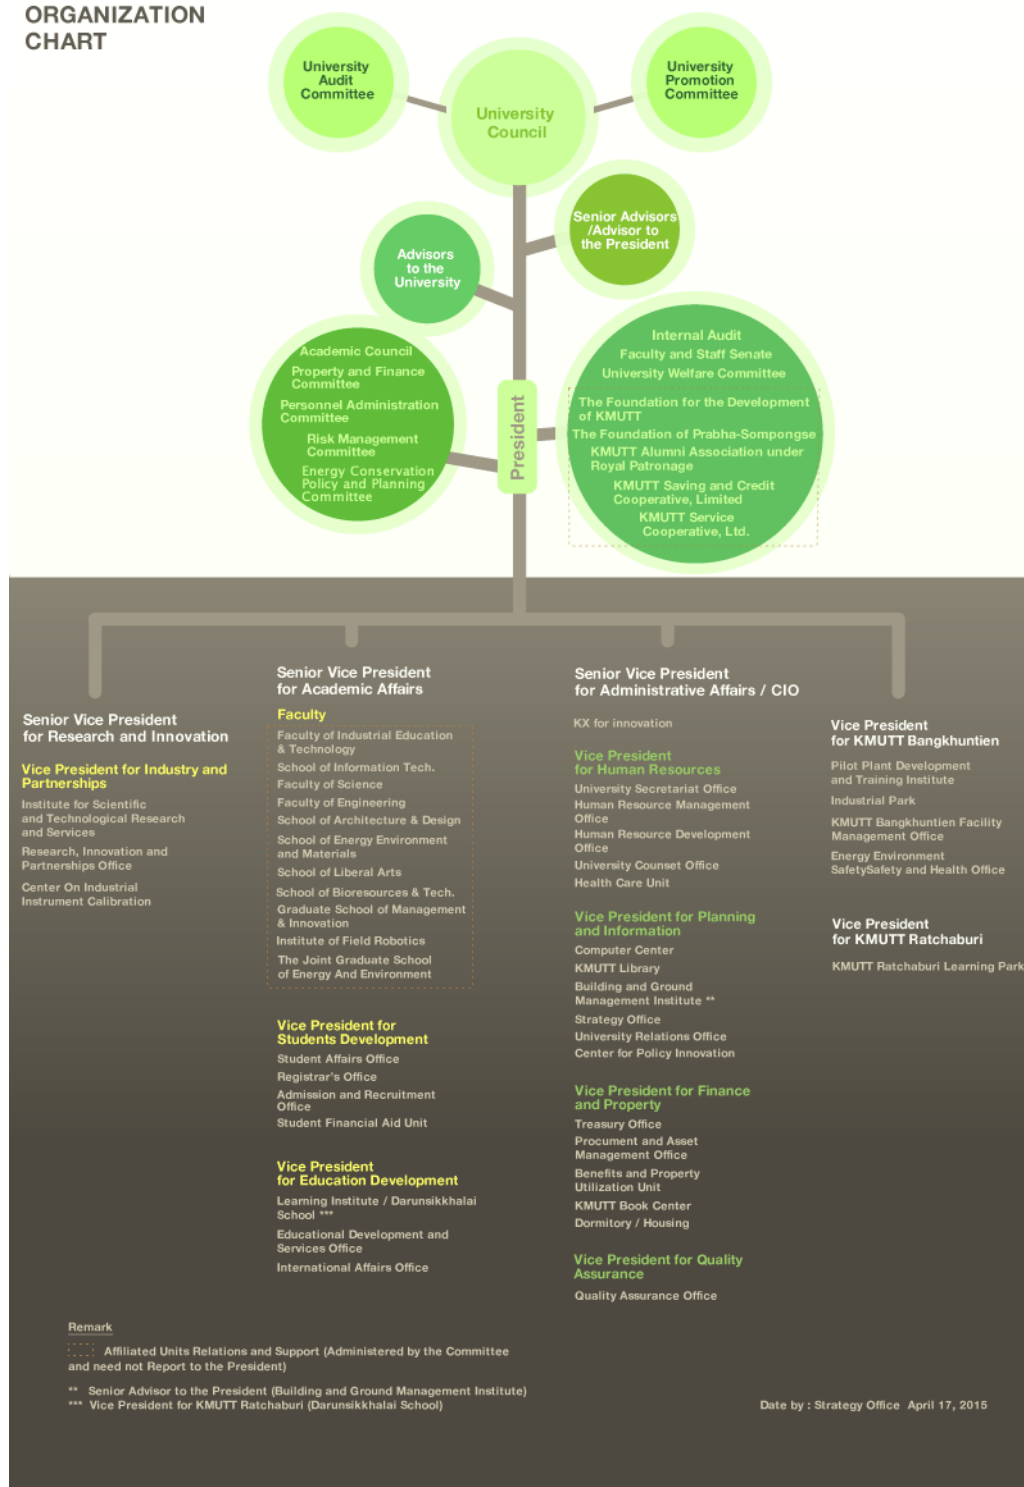 ORGANIZATION
CHART
University
Audit
Committee
University
Council
University
Promotion
Committee
Senior Advisors
/Advisor to
the President
Advisors
to the
University
Academic Council
Property and Finance
Committee
Personnel Administration
Committee
Risk Management
Committee
Energy Conservation
Policy and Planning
Committee
President
Internal Audit
Faculty and Staff Senate
University Welfare Committee
The Foundation for the Development
of KMUTT
The Foundation of Prabha-Sompongse
KMUTT Alumni Association under
Royal Patronage
KMUTT Saving and Credit
Cooperative, Limited
KMUTT Service
Cooperative, Ltd.
Senior Vice President
for Research and Innovation
Vice President for Industry and
Partnerships
Institute for Scientific
and Technological Research
and Services
Research, Innovation and
Partnerships Office
Center On Industrial
Instrument Calibration
Senior Vice President
for Academic Affairs
Faculty
Faculty of Industrial Education
& Technology
School of Information Tech.
Faculty of Science
Faculty of Engineering
School of Architecture & Design
School of Energy Environment
and Materials
School of Liberal Arts
School of Bioresources & Tech.
Graduate School of Management
& Innovation
Institute of Field Robotics
The Joint Graduate School
of Energy And Environment
Vice President for
Students Development
Student Affairs Office
Registrar's Office
Admission and Recruitment
Office
Student Financial Aid Unit
Vice President
for Education Development
Learning Institute / Darunsikkhalai
School ***
Educational Development and
Services Office
International Affairs Office
Senior Vice President
for Administrative Affairs / CIO
KX for innovation
Vice President
for Human Resources
University Secretariat Office
Human Resource Management
Office
Human Resource Development
Office
University Counset Office
Health Care Unit
Vice President for Planning
and Information
Computer Center
KMUTT Library
Building and Ground
Management Institute **
Strategy Office
University Relations Office
Center for Policy Innovation
Vice President for Finance
and Property
Treasury Office
Procument and Asset
Management Office
Benefits and Property
Utilization Unit
KMUTT Book Center
Dormitory / Housing
Vice President for Quality
Assurance
Quality Assurance Office
Vice President
for KMUTT Bangkhuntien
Pilot Plant Development
and Training Institute
Industrial Park
KMUTT Bangkhuntien Facility
Management Office
Energy Environment
SafetySafety and Health Office
Vice President
for KMUTT Ratchaburi
KMUTT Ratchaburi Learning Park
Remark
Affiliated Units Relations and Support (Administered by the Committee
and need not Report to the President)
** Senior Advisor to the President (Building and Ground Management Institute)
*** Vice President for KMUTT Ratchaburi (Darunsikkhalai School)
Date by : Strategy Office April 17, 2015